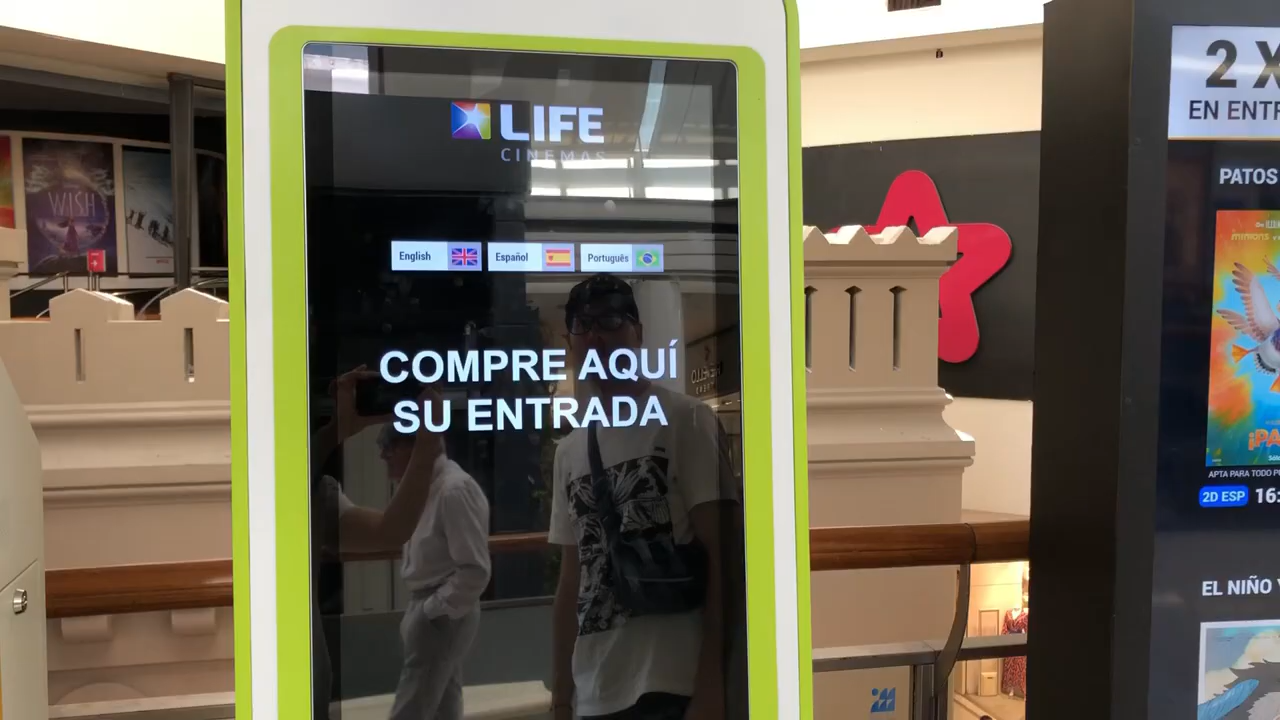 LIFE
CINEMAS
English
Español
Português
COMPRE AQUÍ
SU ENTRADA
WISH
2 X
EN ENTR
PATOS
minions
¡PA
APTA PARA TODO P
2D ESP 16:
EL NIÑO Y